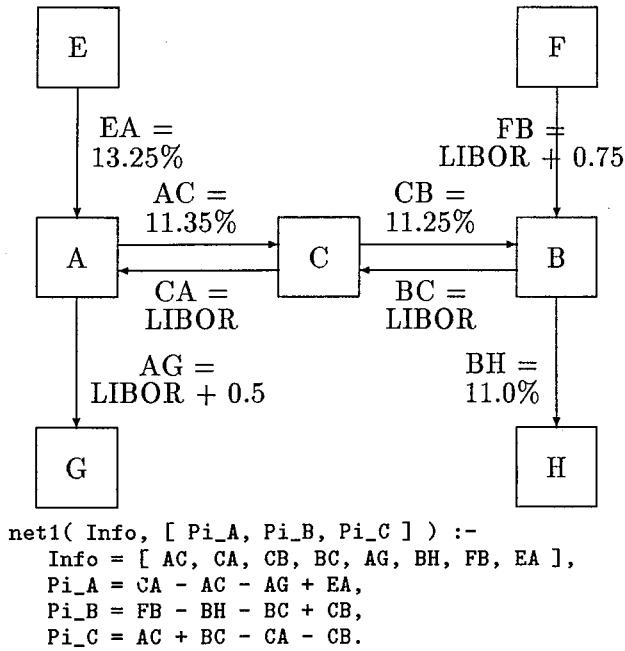 E
F
EA =
13.25%
FB =
LIBOR + 0.75
AC =
11.35%
CB =
11.25%
A
C
B
CA =
LIBOR
BC =
LIBOR
AG =
LIBOR + 0.5
BH =
11.0%
G
H
net1( Info, [ Pi_A, Pi_B, Pi_C ] ) :-
Info = [ AC, CA, CB, BC, AG, BH, FB, EA ],
Pi_A = CA - AC - AG + EA,
Pi_B = FB - BH - BC + CB,
Pi_C = AC + BC - CA - CB.